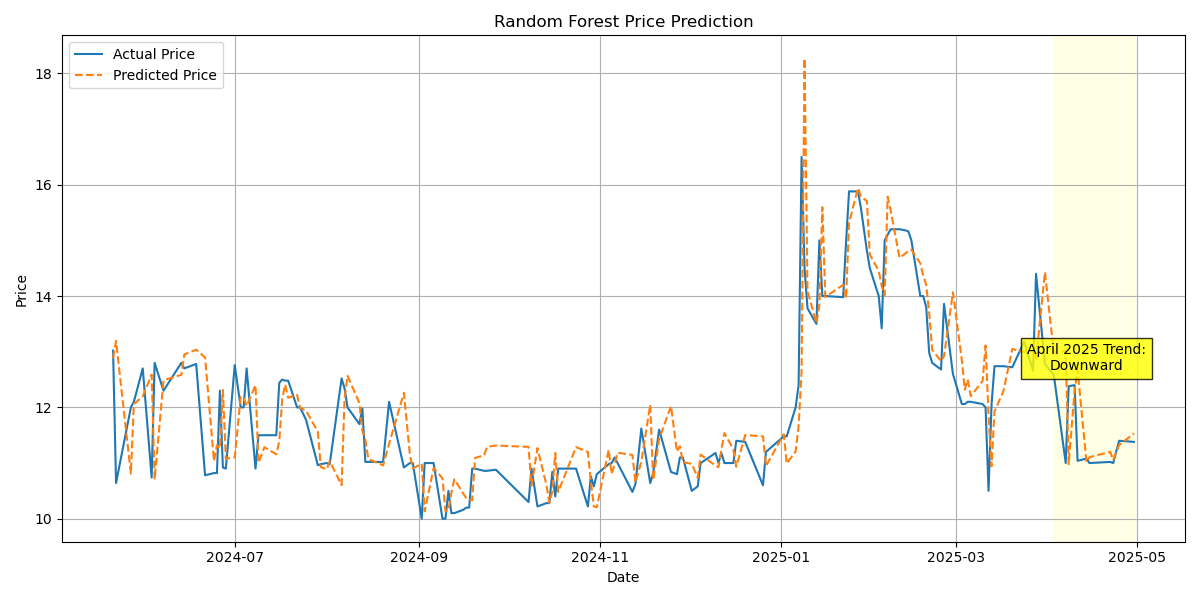 Random Forest Price Prediction
Actual Price
Predicted Price
18
16
14
12
10
Price
April 2025 Trend:
Downward
2024-07
2024-09
2024-11
2025-01
2025-03
2025-05
Date